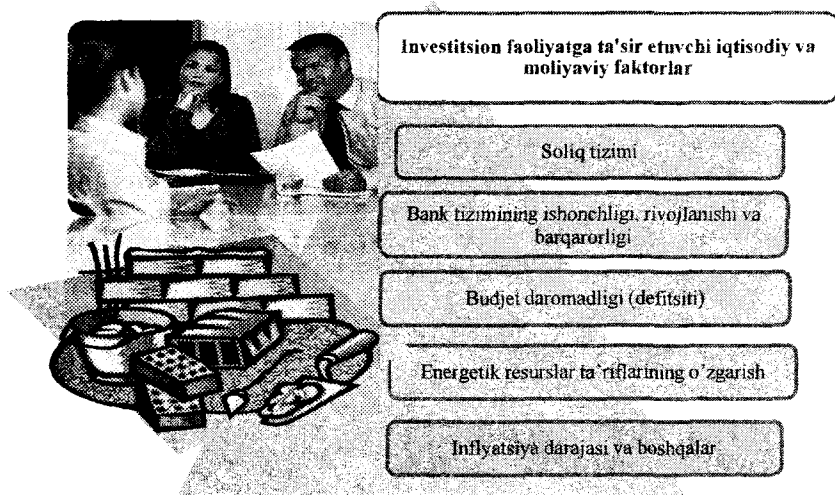 Investitsion faoliyatga ta'sir etuvchi iqtisodiy va
moliyaviy faktorlar
Soliq tizimi
Bank tizimining ishonchligi, rivojlanishi va
barqarorligi
Budjet daromadligi (defitsiti)
Energetik resurslar ta`riflarining o`zgarish
Inflyatsiya darajasi va boshqalar